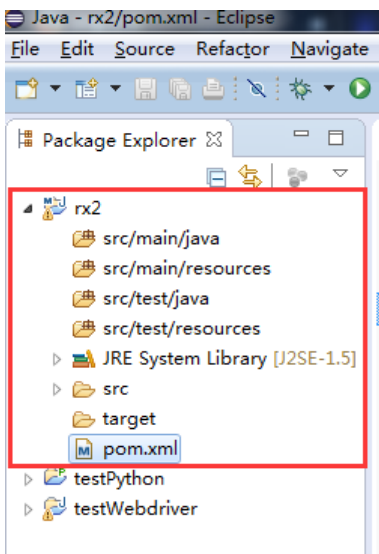 Java - rx2/pom.xml - Eclipse
File Edit Source Refactor Navigate
Package Explorer
rx2
src/main/java
src/main/resources
src/test/java
src/test/resources
JRE System Library [J2SE-1.5]
src
target
pom.xml
testPython
testWebdriver